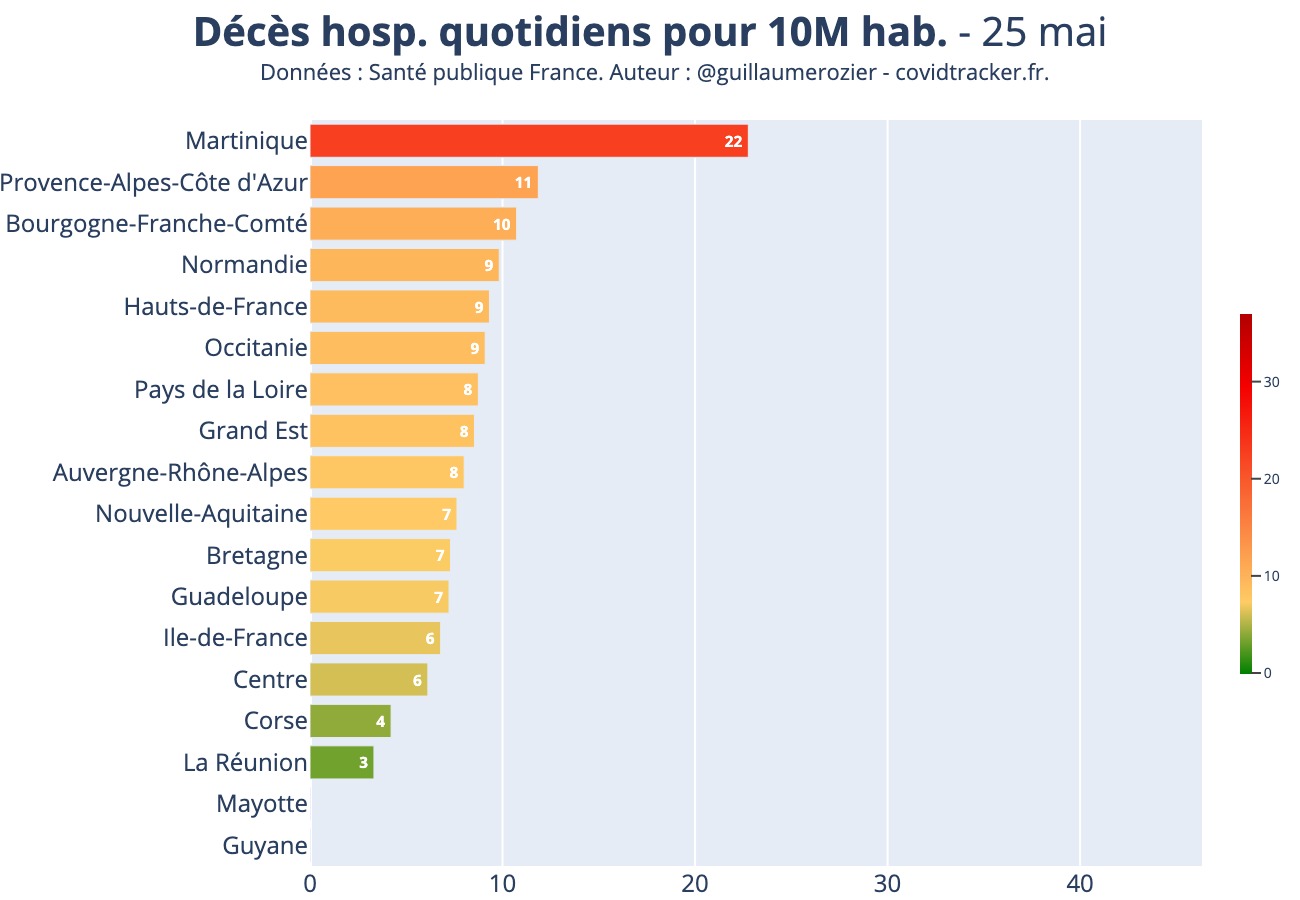 Décès hosp. quotidiens pour 10M hab. - 25 mai
Données : Santé publique France. Auteur : @guillaumerozier - covidtracker.fr.
Martinique 22
Provence-Alpes-Côte d'Azur 11
Bourgogne-Franche-Comté 10
Normandie 9
Hauts-de-France 9
Occitanie 9
Pays de la Loire 8
Grand Est 8
Auvergne-Rhône-Alpes 8
Nouvelle-Aquitaine 7
Bretagne 7
Guadeloupe 7
Ile-de-France 6
Centre 6
Corse 4
La Réunion 3
Mayotte
Guyane
0 10 20 30 40
30
20
10
0